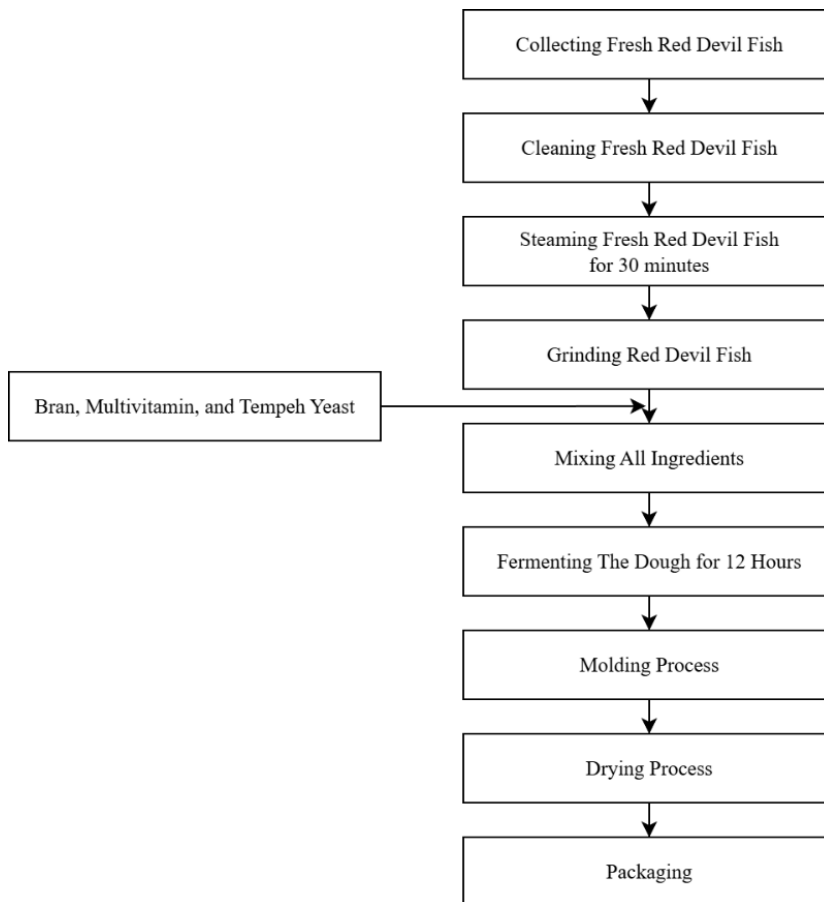 Collecting Fresh Red Devil Fish
Cleaning Fresh Red Devil Fish
Steaming Fresh Red Devil Fish
for 30 minutes
Grinding Red Devil Fish
Bran, Multivitamin, and Tempeh Yeast
Mixing All Ingredients
Fermenting The Dough for 12 Hours
Molding Process
Drying Process
Packaging